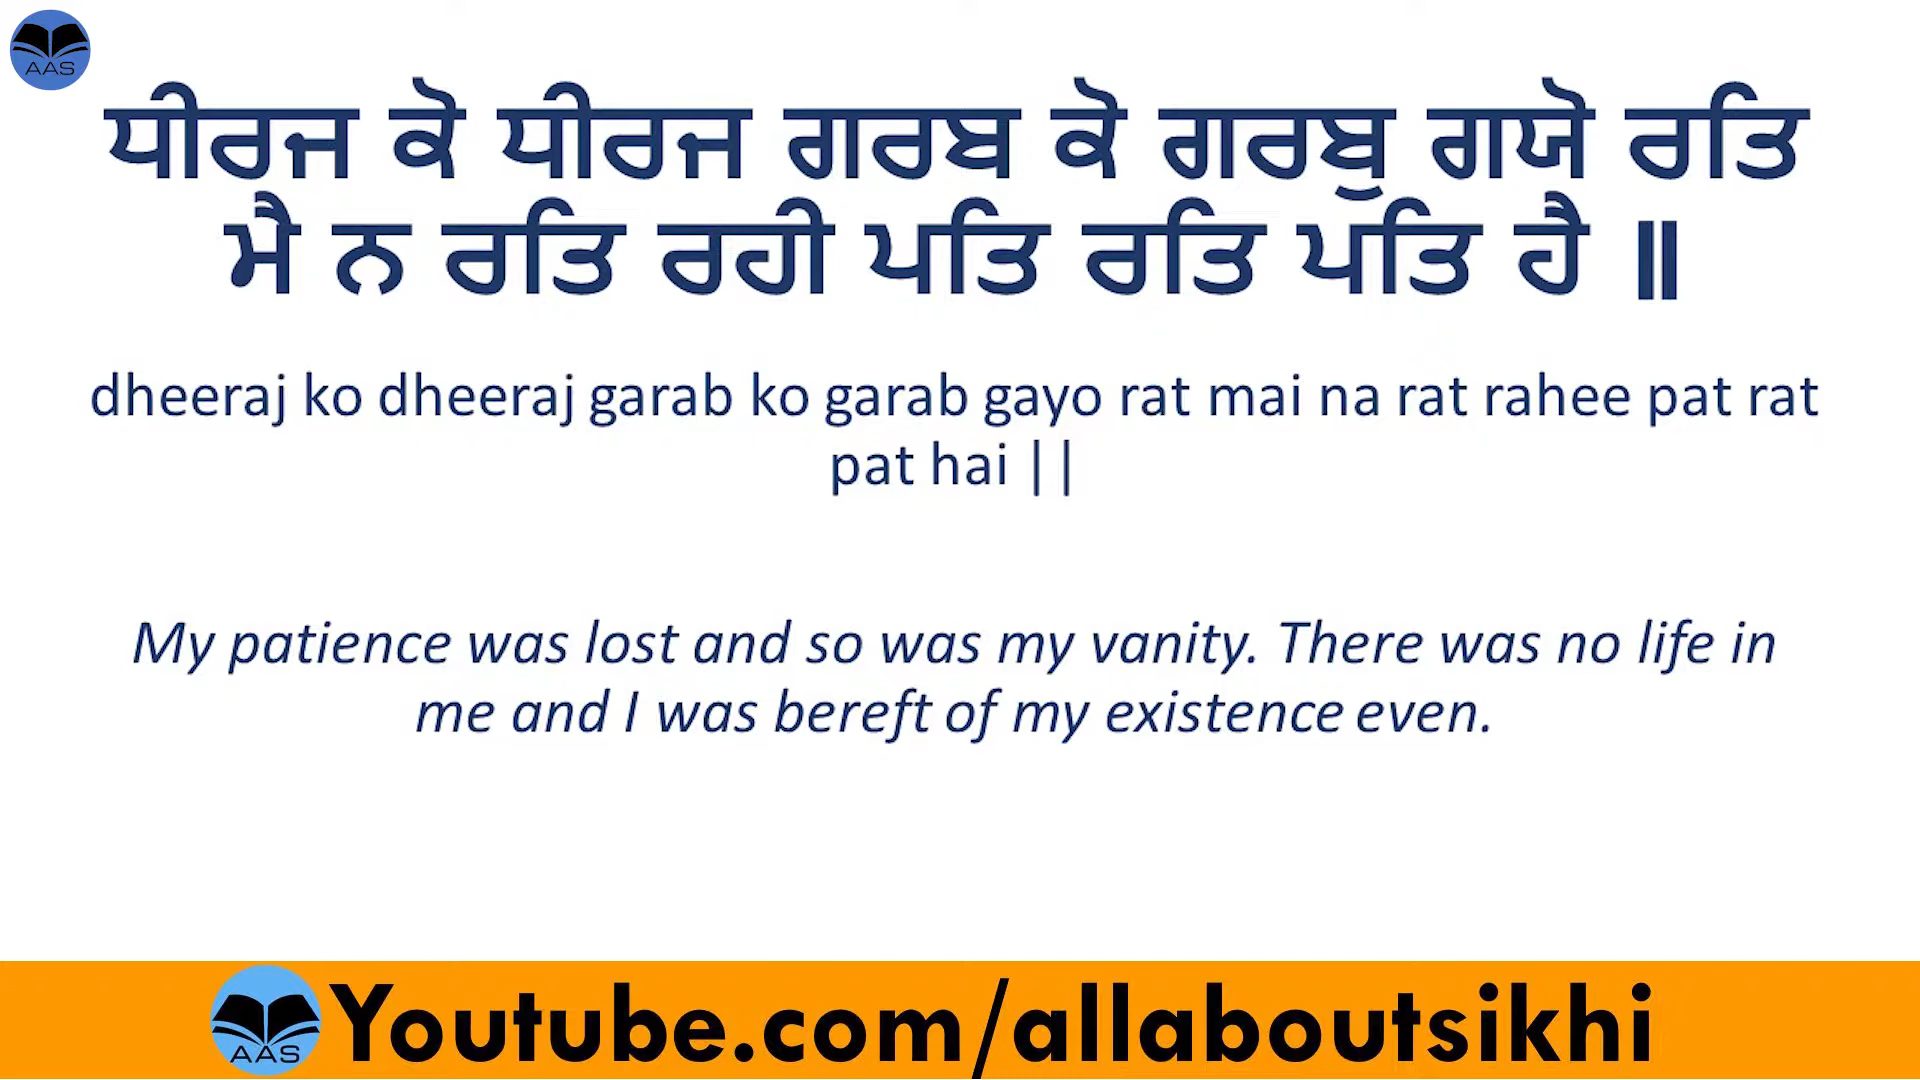 AAS
ਧੀਰਜ ਕੋ ਧੀਰਜ ਗਰਬ ਕੋ ਗਰਬੁ ਗਯੋ ਰਤਿ
ਮੈ ਨ ਰਤਿ ਰਹੀ ਪਤਿ ਰਤਿ ਪਤਿ ਹੈ ॥
dheeraj ko dheeraj garab ko garab gayo rat mai na rat rahee pat rat
pat hai ||
My patience was lost and so was my vanity. There was no life in
me and I was bereft of my existence even.
AAS Youtube.com/allaboutsikhi